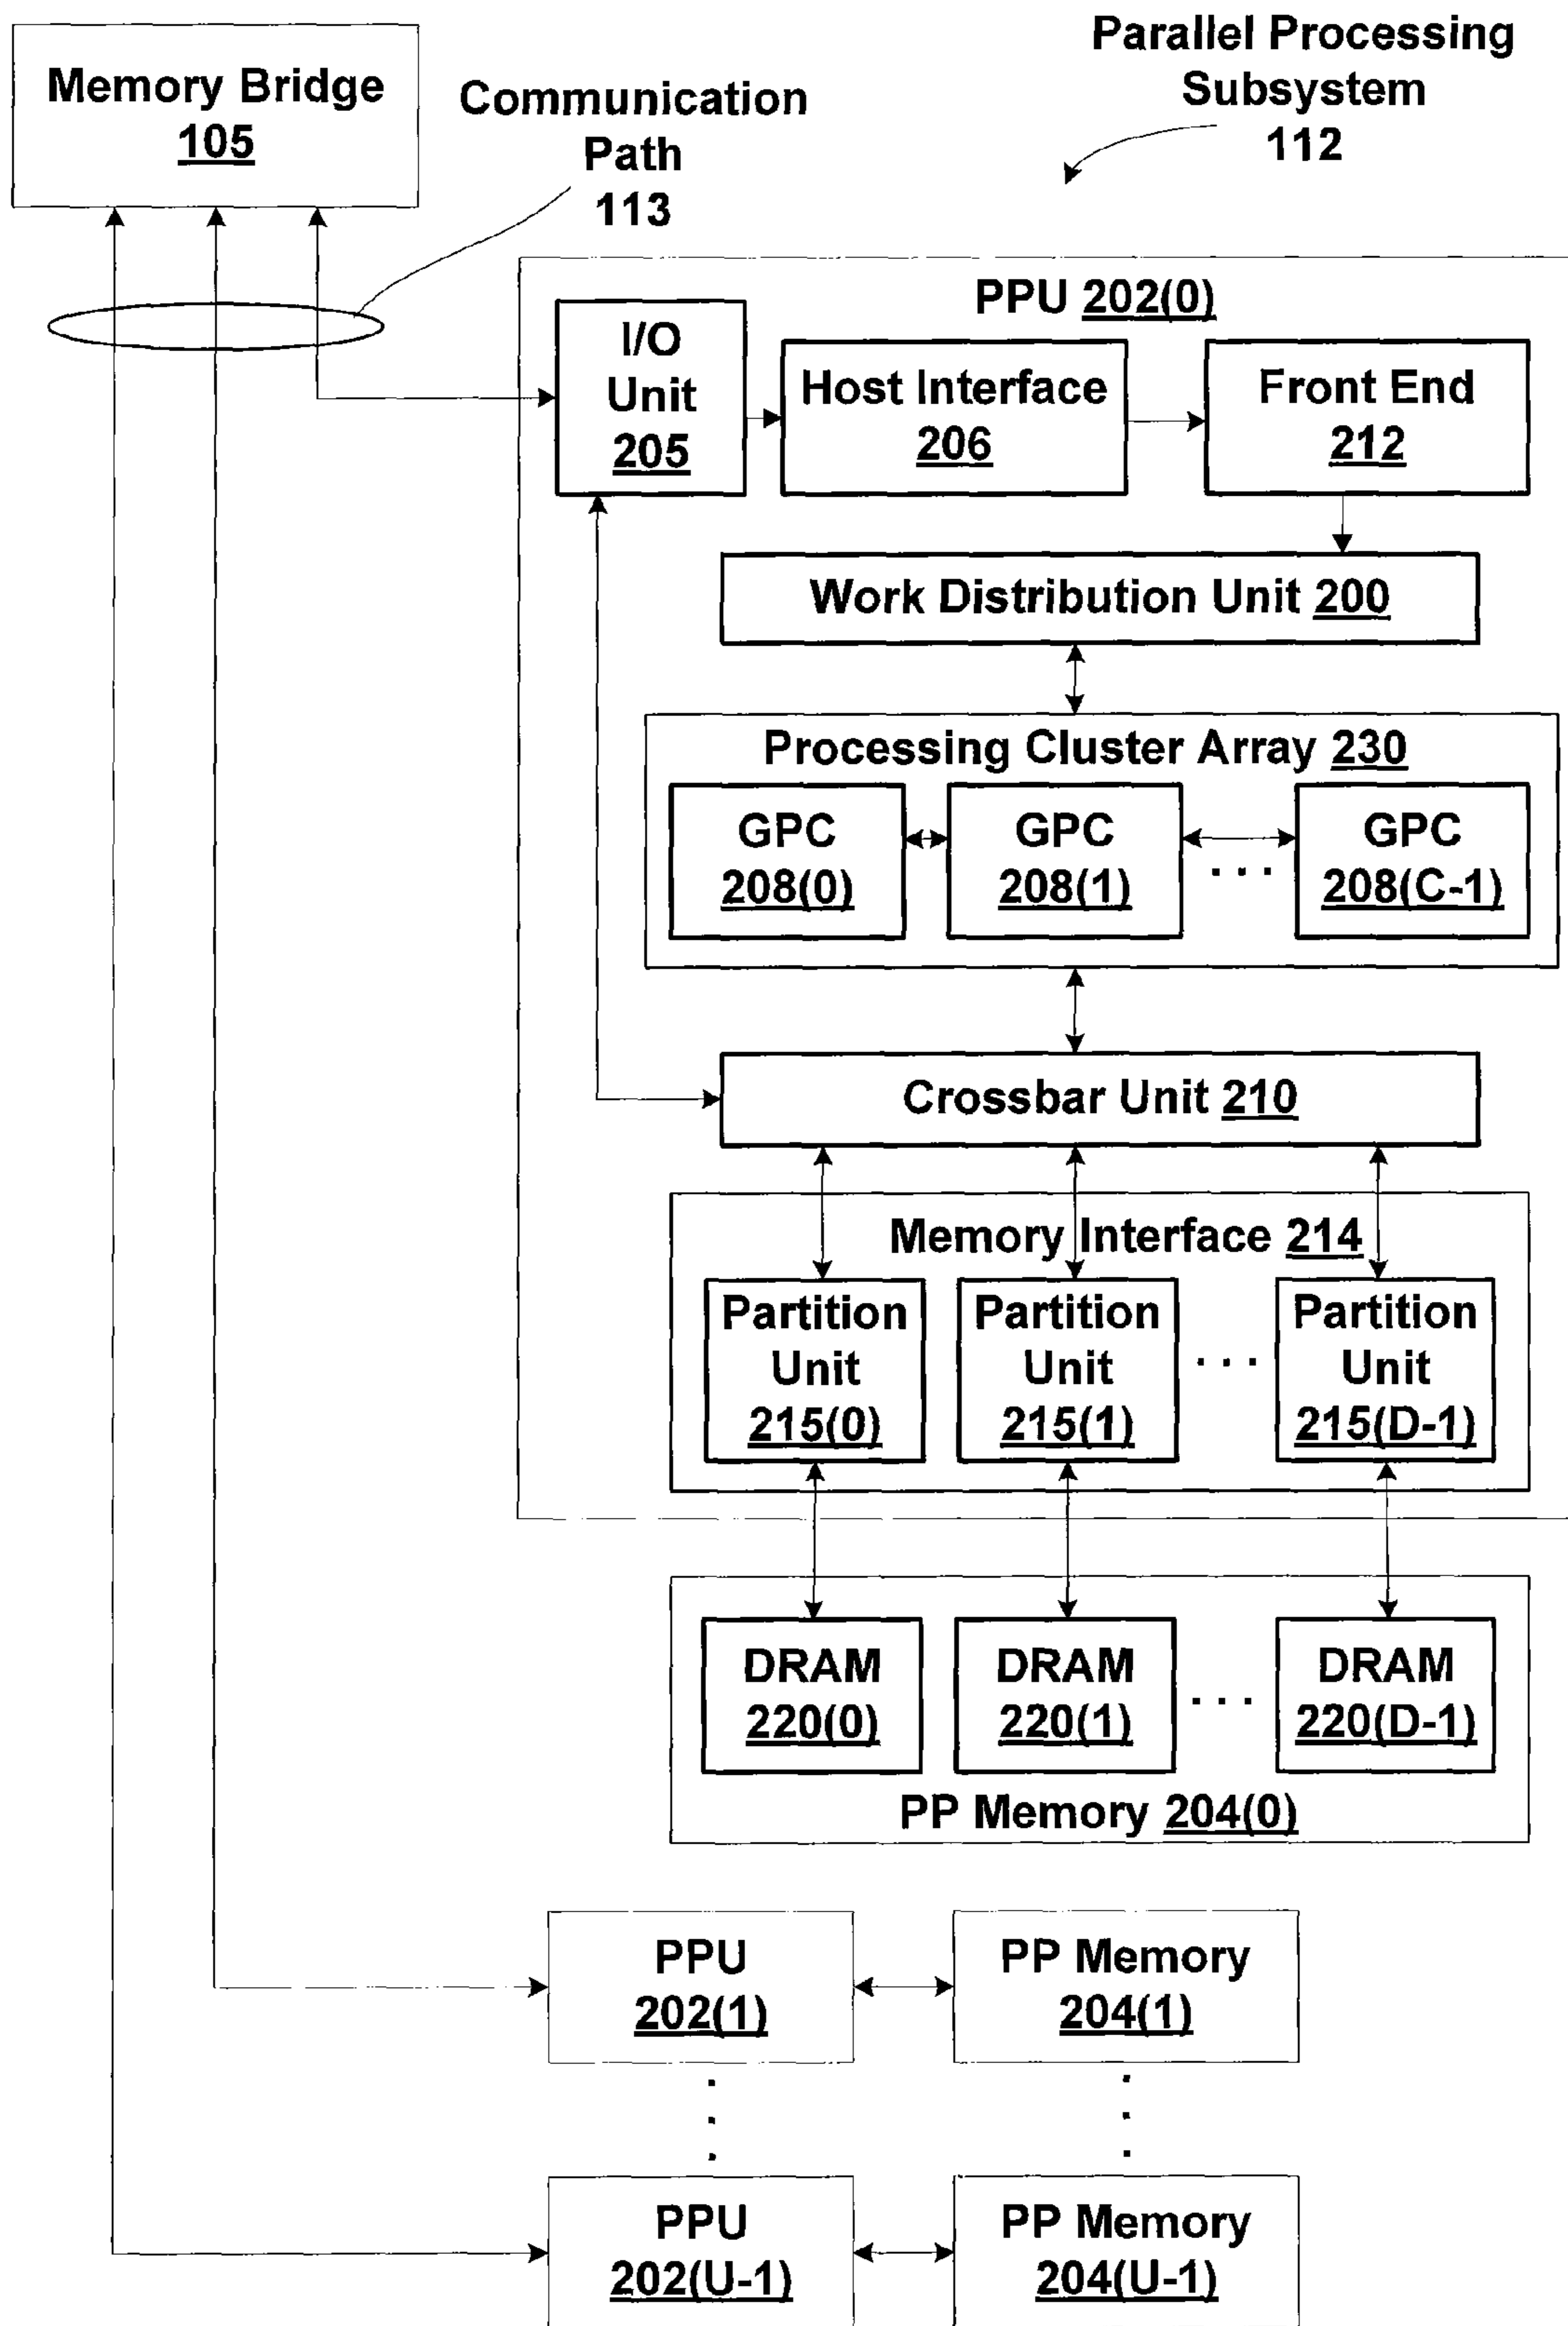 Parallel Processing
Subsystem
112
Memory Bridge
105
Communication
Path
113
PPU 202(0)
I/O
Unit
205
Host Interface
206
Front End
212
Work Distribution Unit 200
Processing Cluster Array 230
GPC
208(0)
GPC
208(1)
. . .
GPC
208(C-1)
Crossbar Unit 210
Memory Interface 214
Partition
Unit
215(0)
Partition
Unit
215(1)
. . .
Partition
Unit
215(D-1)
DRAM
220(0)
DRAM
220(1)
. . .
DRAM
220(D-1)
PP Memory 204(0)
PPU
202(1)
PP Memory
204(1)
PPU
202(U-1)
PP Memory
204(U-1)